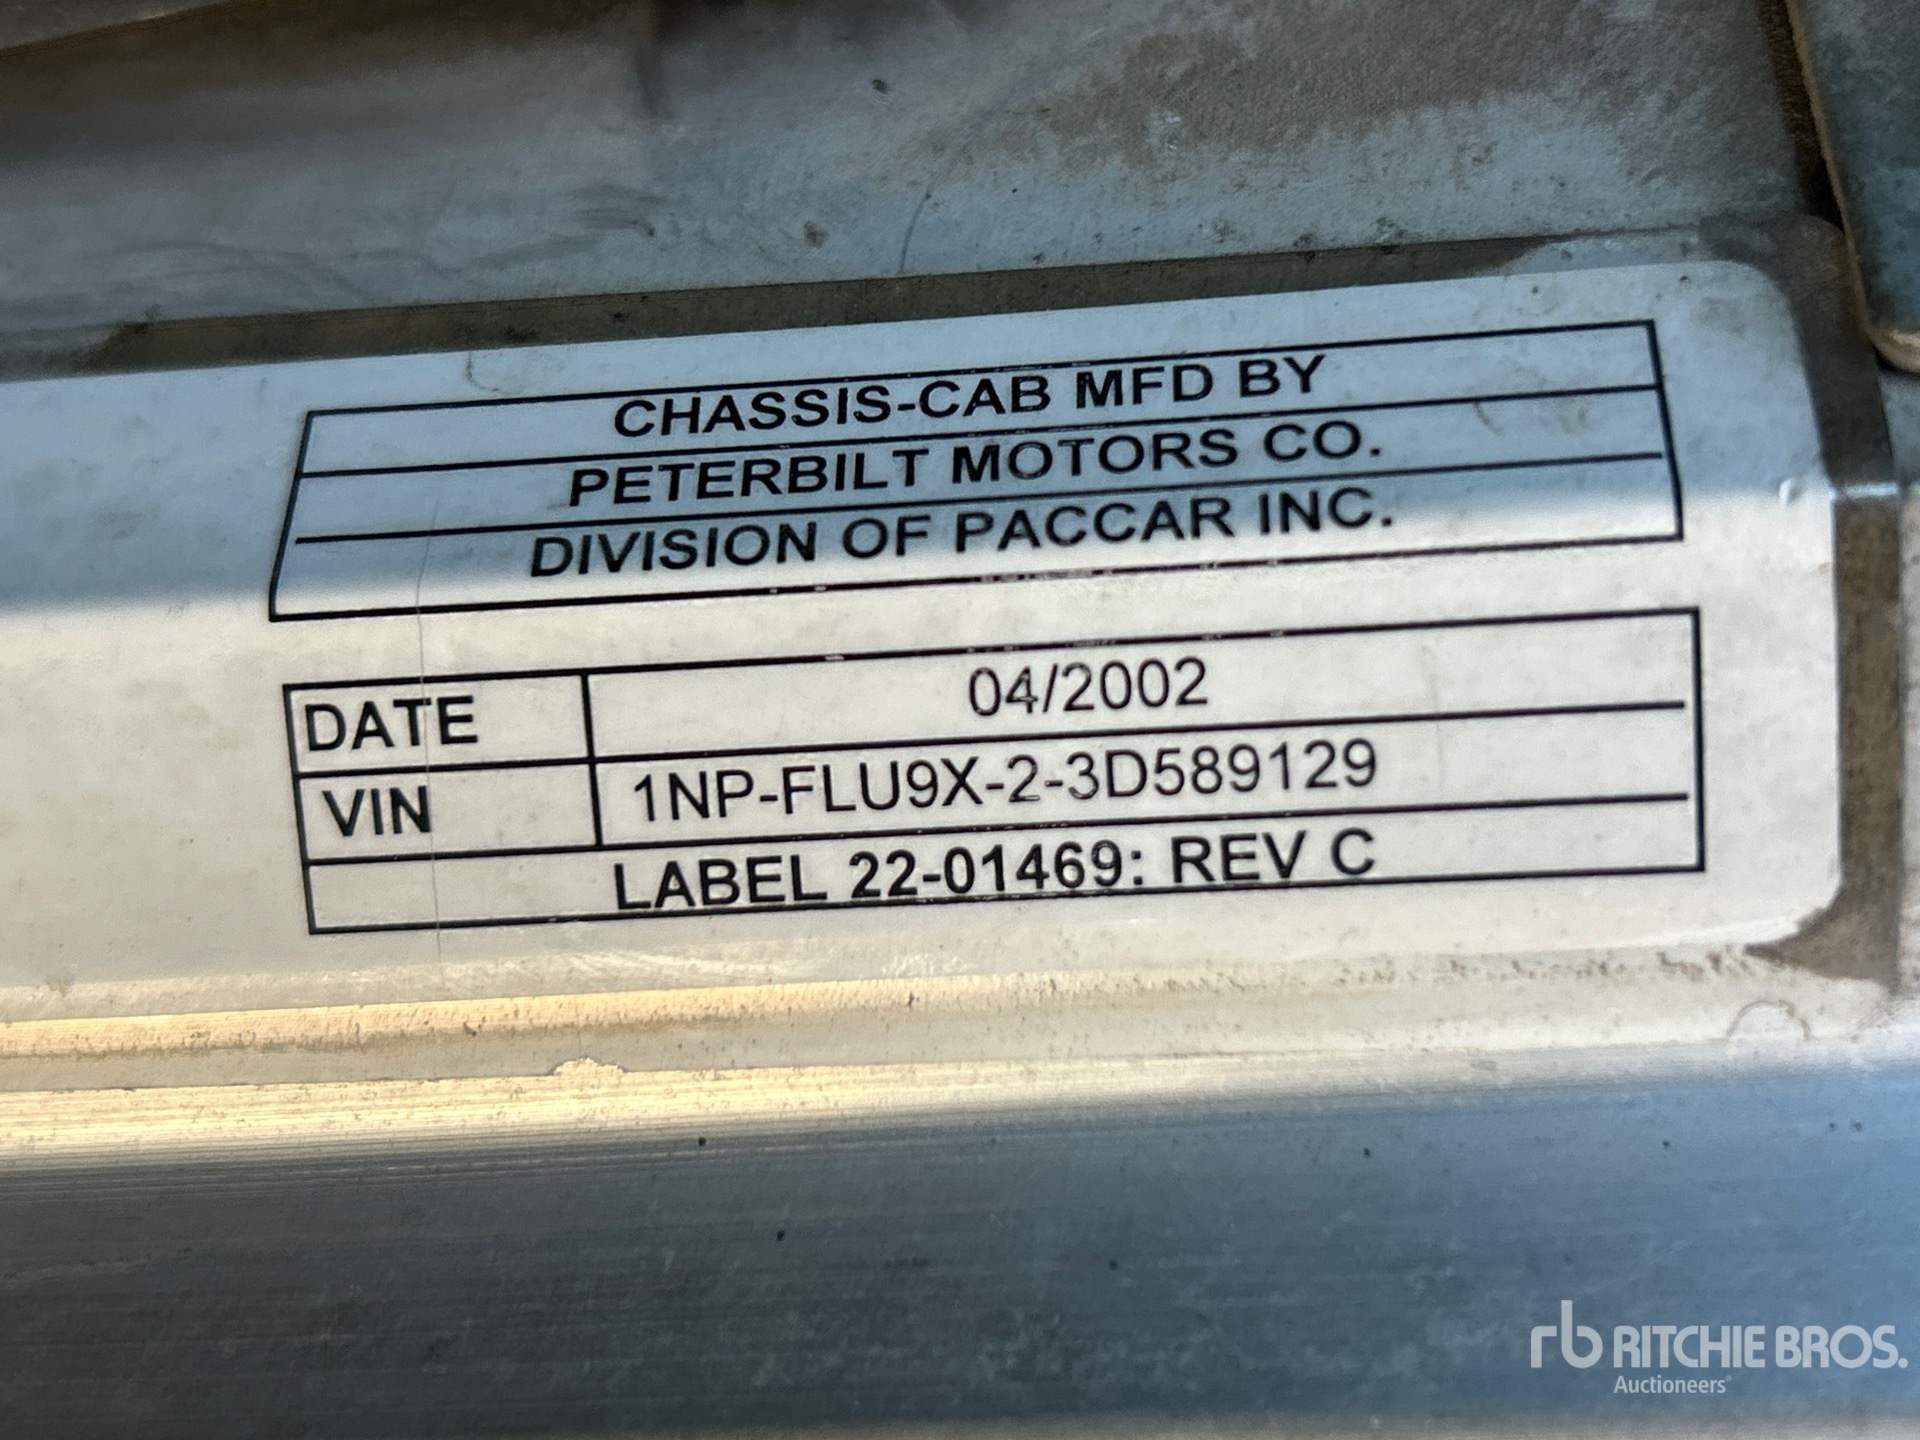 CHASSIS-CAB MFD BY
PETERBILT MOTORS CO.
DIVISION OF PACCAR INC.
DATE 04/2002
VIN 1NP-FLU9X-2-3D589129
LABEL 22-01469: REV C
rb RITCHIE BROS.
Auctioneers